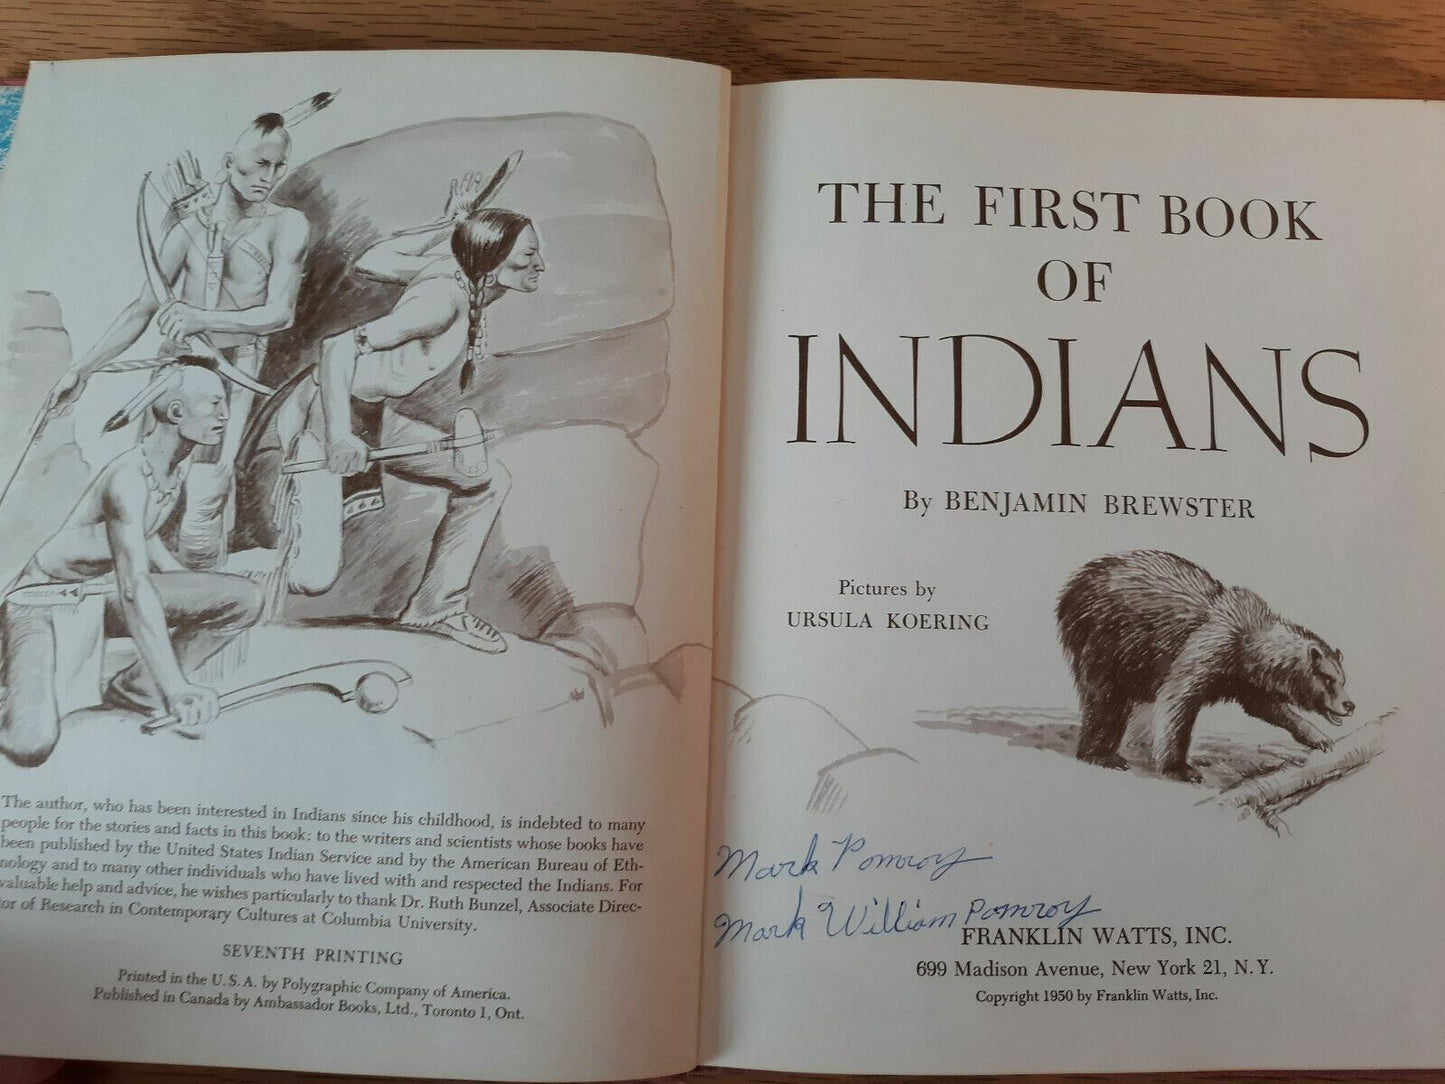 The author, who has been interested in Indians since his childhood, is indebted to many
people for the stories and facts in this book: to the writers and scientists whose books have
been published by the United States Indian Service and by the American Bureau of Eth-
nology and to many other individuals who have lived with and respected the Indians. For
valuable help and advice, he wishes particularly to thank Dr. Ruth Bunzel, Associate Direc-
tor of Research in Contemporary Cultures at Columbia University.
SEVENTH PRINTING
Printed in the U.S.A. by Polygraphic Company of America.
Published in Canada by Ambassador Books, Ltd., Toronto 1, Ont.
THE FIRST BOOK
OF
INDIANS
By BENJAMIN BREWSTER
Pictures by
URSULA KOERING
Mark Pomroy
Mark William Pomroy
FRANKLIN WATTS, INC.
699 Madison Avenue, New York 21, N.Y.
Copyright 1950 by Franklin Watts, Inc.